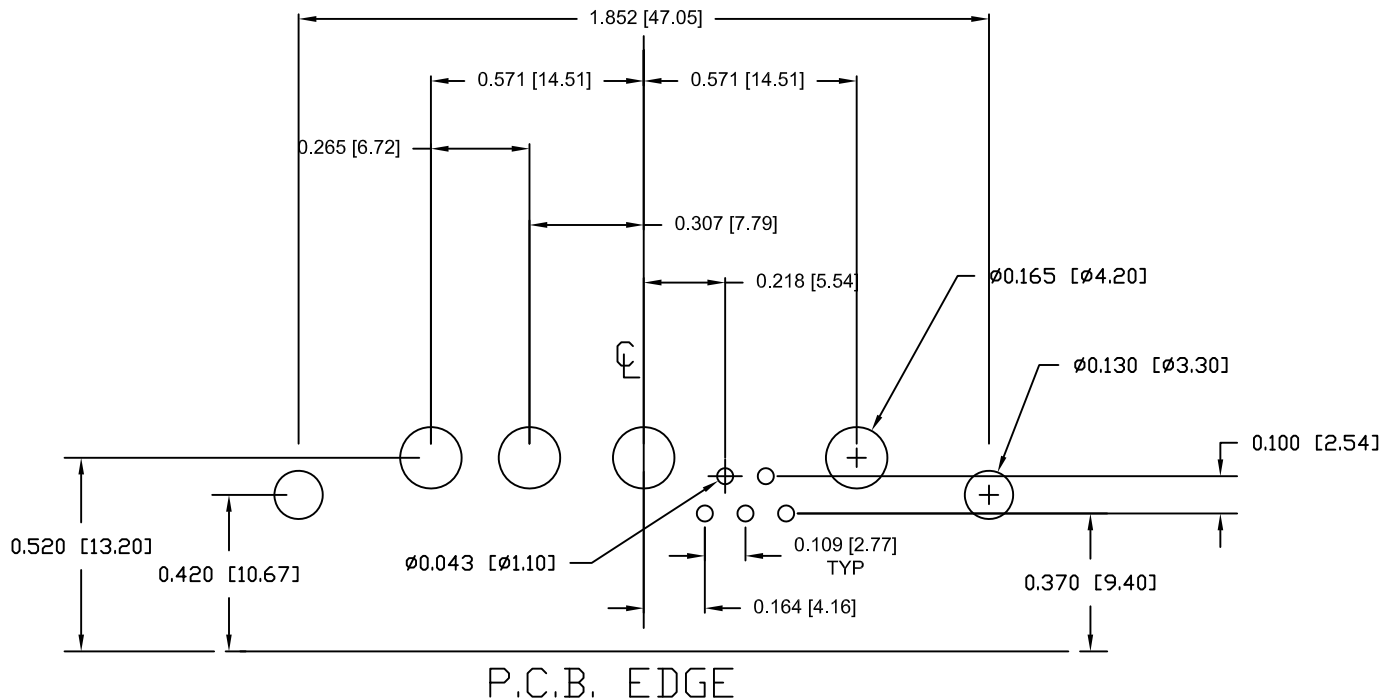 1.852 [47.05]
0.571 [14.51]
0.571 [14.51]
0.265 [6.72]
0.307 [7.79]
0.218 [5.54]
ø0.165 [ø4.20]
℄
ø0.130 [ø3.30]
0.100 [2.54]
0.520 [13.20]
0.420 [10.67]
ø0.043 [ø1.10]
0.109 [2.77]
TYP
0.370 [9.40]
0.164 [4.16]
P.C.B. EDGE